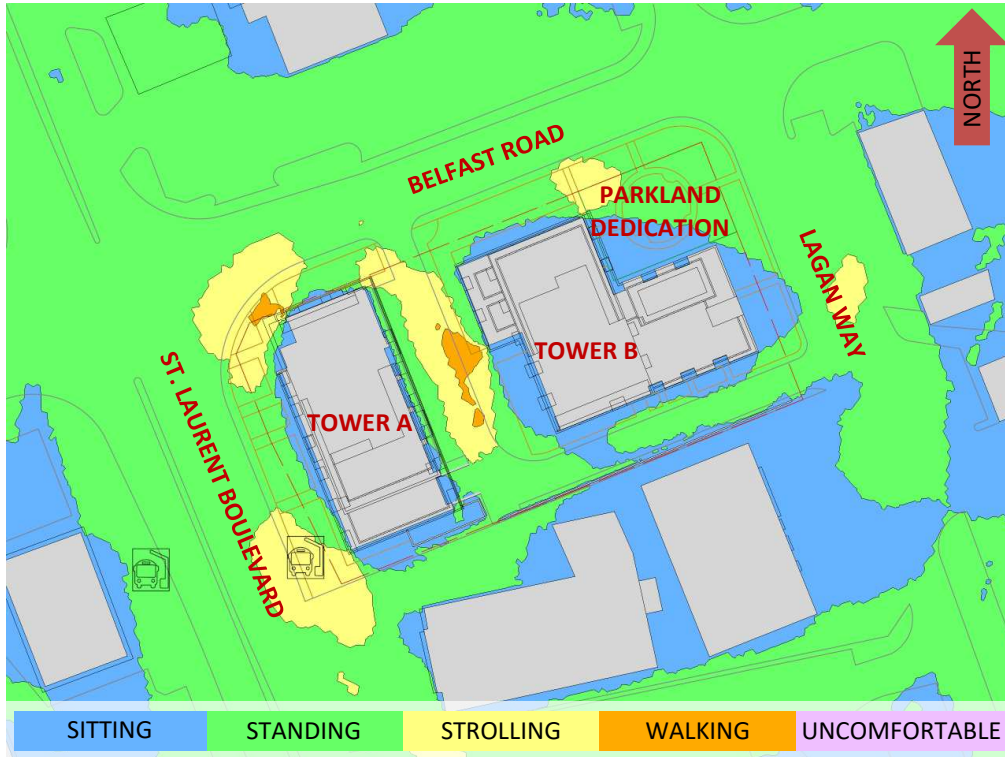 NORTH
BELFAST ROAD
PARKLAND
DEDICATION
LAGAN WAY
TOWER B
ST. LAURENT BOULEVARD
TOWER A
SITTING
STANDING
STROLLING
WALKING
UNCOMFORTABLE